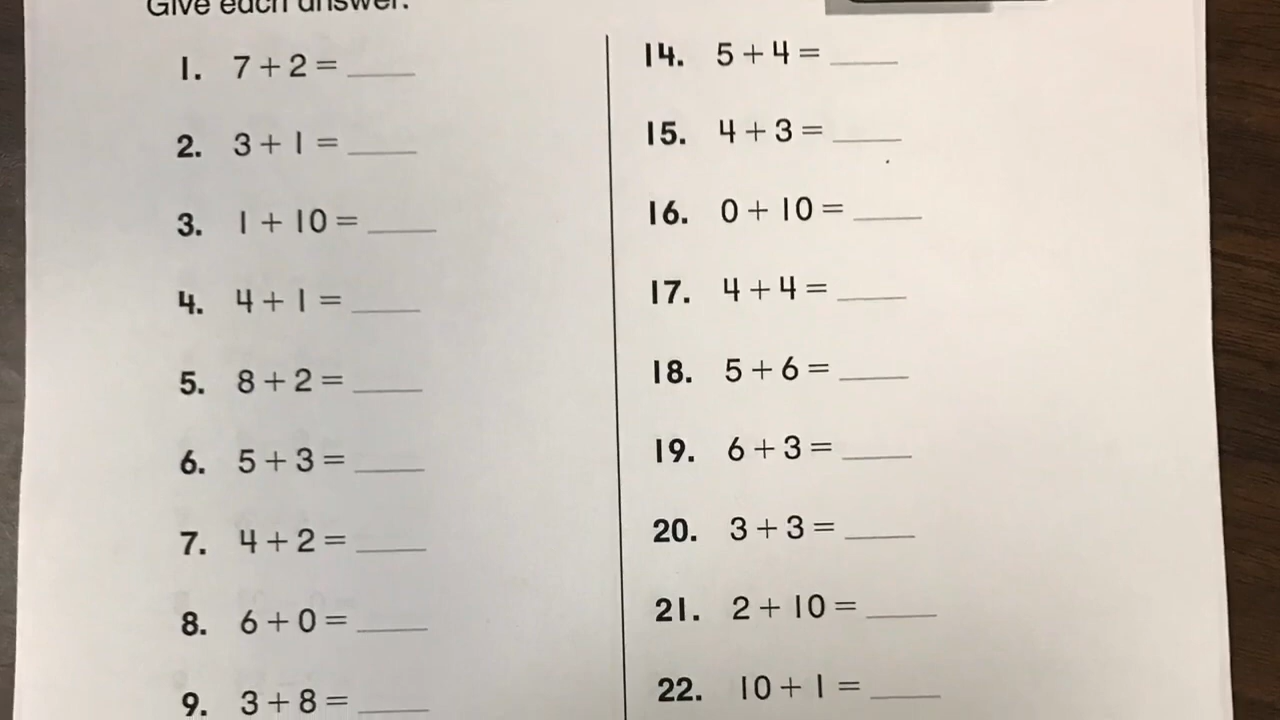 Give each answer.
1. 7 + 2 = ____
2. 3 + 1 = ____
3. 1 + 10 = ____
4. 4 + 1 = ____
5. 8 + 2 = ____
6. 5 + 3 = ____
7. 4 + 2 = ____
8. 6 + 0 = ____
9. 3 + 8 = ____
14. 5 + 4 = ____
15. 4 + 3 = ____
16. 0 + 10 = ____
17. 4 + 4 = ____
18. 5 + 6 = ____
19. 6 + 3 = ____
20. 3 + 3 = ____
21. 2 + 10 = ____
22. 10 + 1 = ____